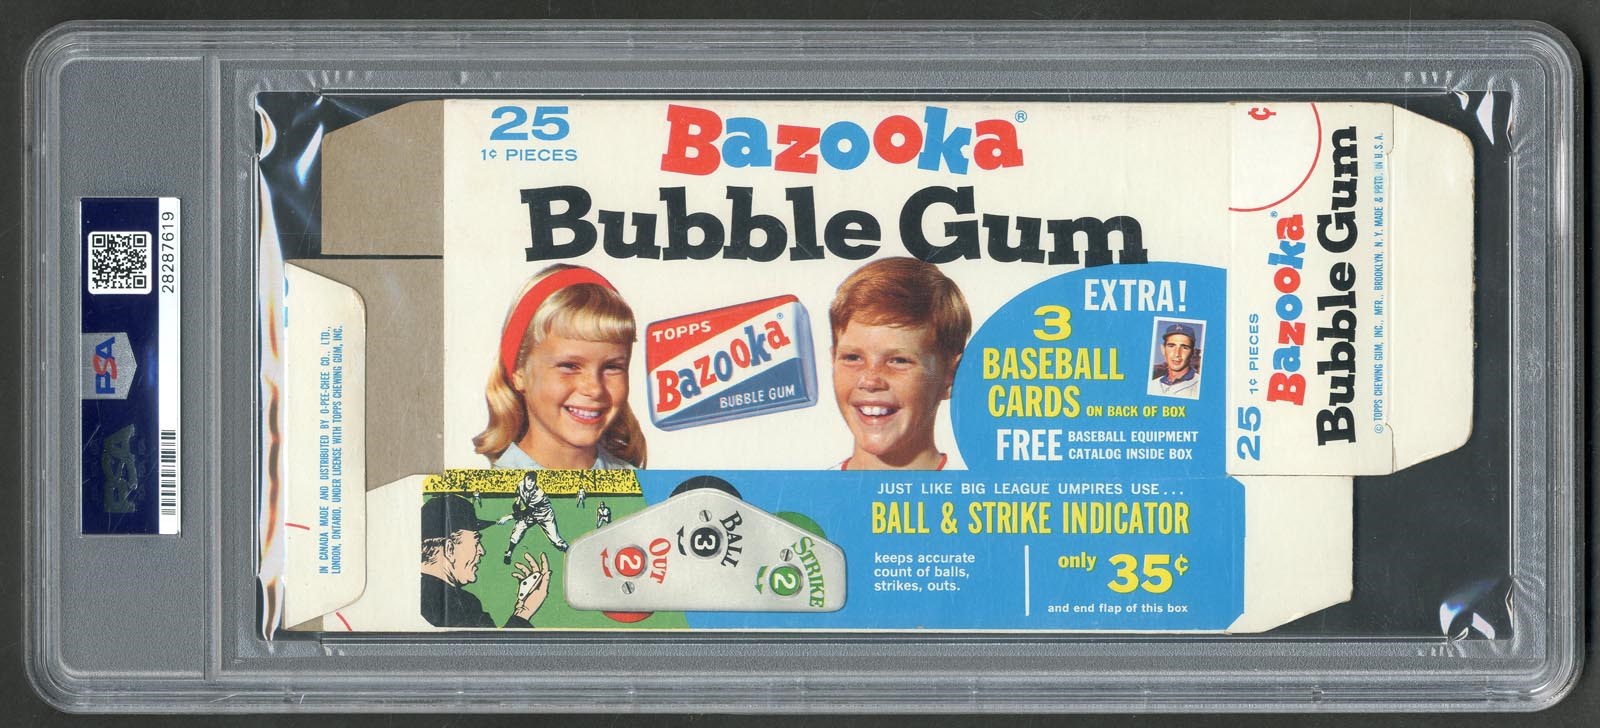 28287619
PSA
PSA
IN CANADA MADE AND DISTRIBUTED BY O-PEE-CHEE CO., LTD.,
LONDON, ONTARIO, UNDER LICENSE WITH TOPPS CHEWING GUM, INC.
25
1¢ PIECES
Bazooka®
Bubble Gum
TOPPS
Bazooka®
BUBBLE GUM
EXTRA!
3
BASEBALL
CARDS ON BACK OF BOX
FREE BASEBALL EQUIPMENT
CATALOG INSIDE BOX
JUST LIKE BIG LEAGUE UMPIRES USE...
BALL & STRIKE INDICATOR
keeps accurate
count of balls,
strikes, outs.
only 35¢
and end flap of this box
OUT
2
BALL
3
STRIKE
2
¢
25 1¢ PIECES
Bazooka®
Bubble Gum
© TOPPS CHEWING GUM, INC., MFR., BROOKLYN, N.Y. MADE & PRTD. IN U.S.A.